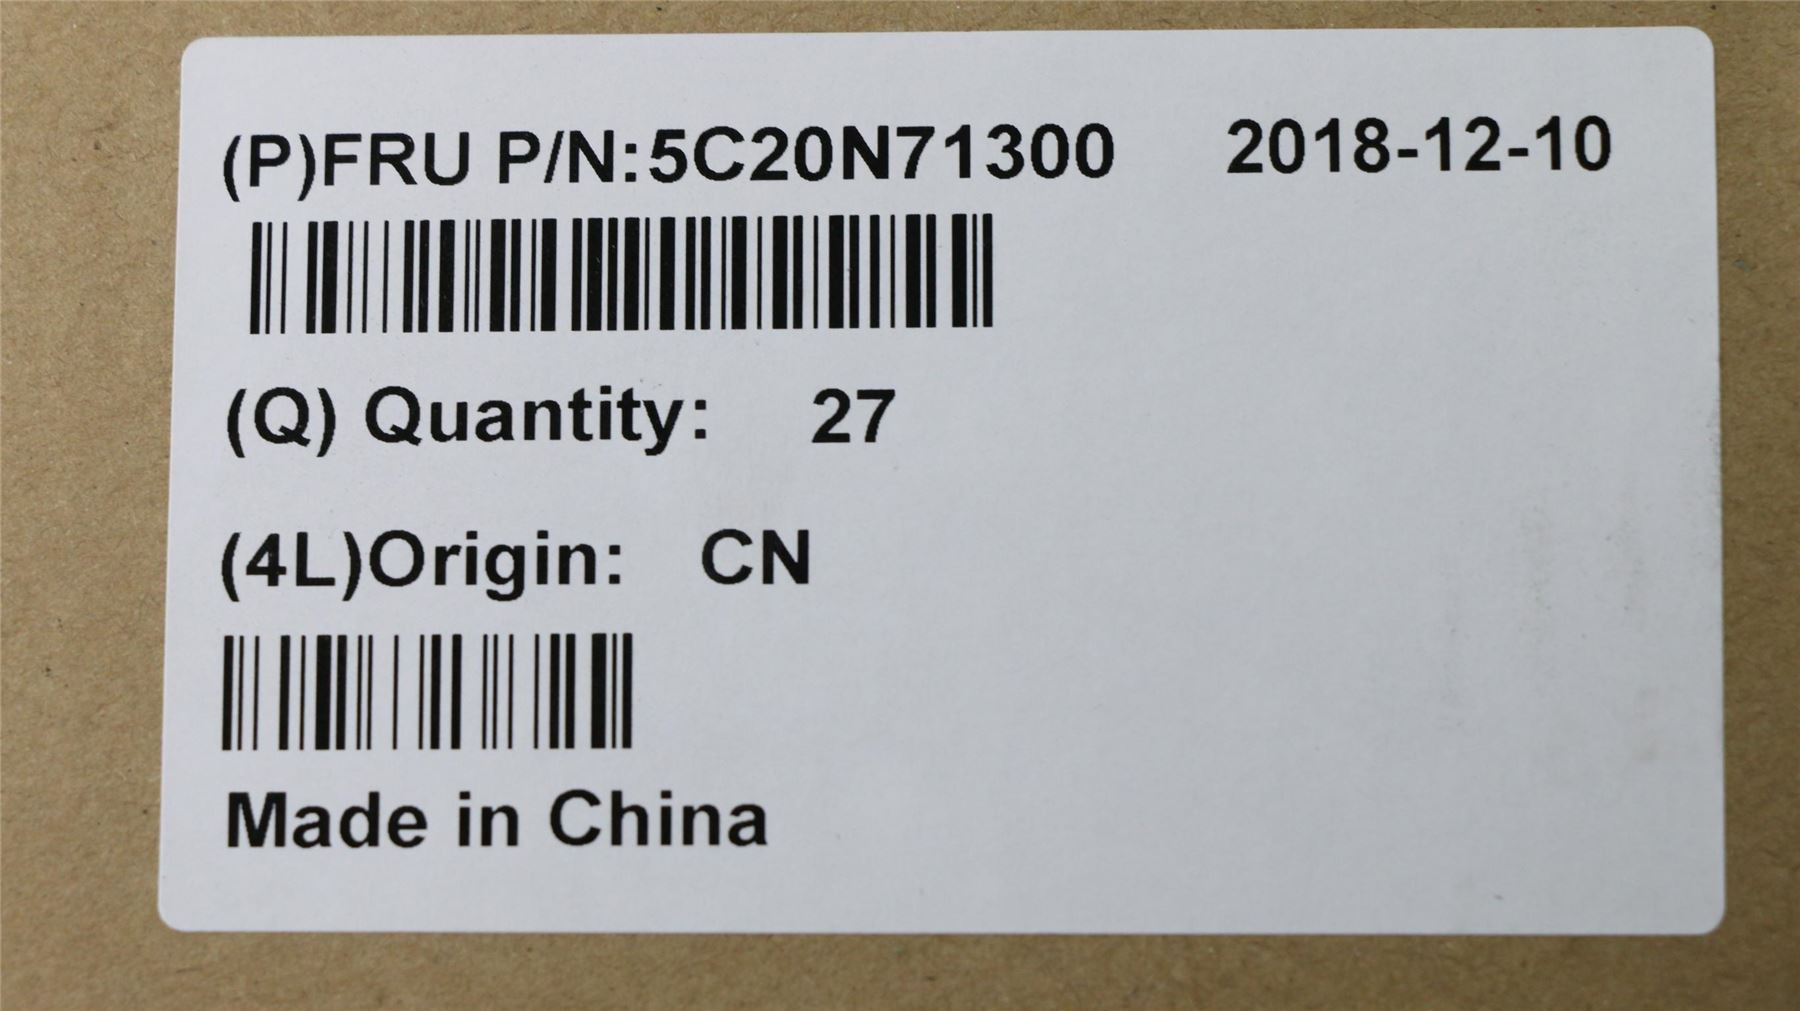 (P)FRU P/N:5C20N71300 2018-12-10
(Q) Quantity: 27
(4L)Origin: CN
Made in China